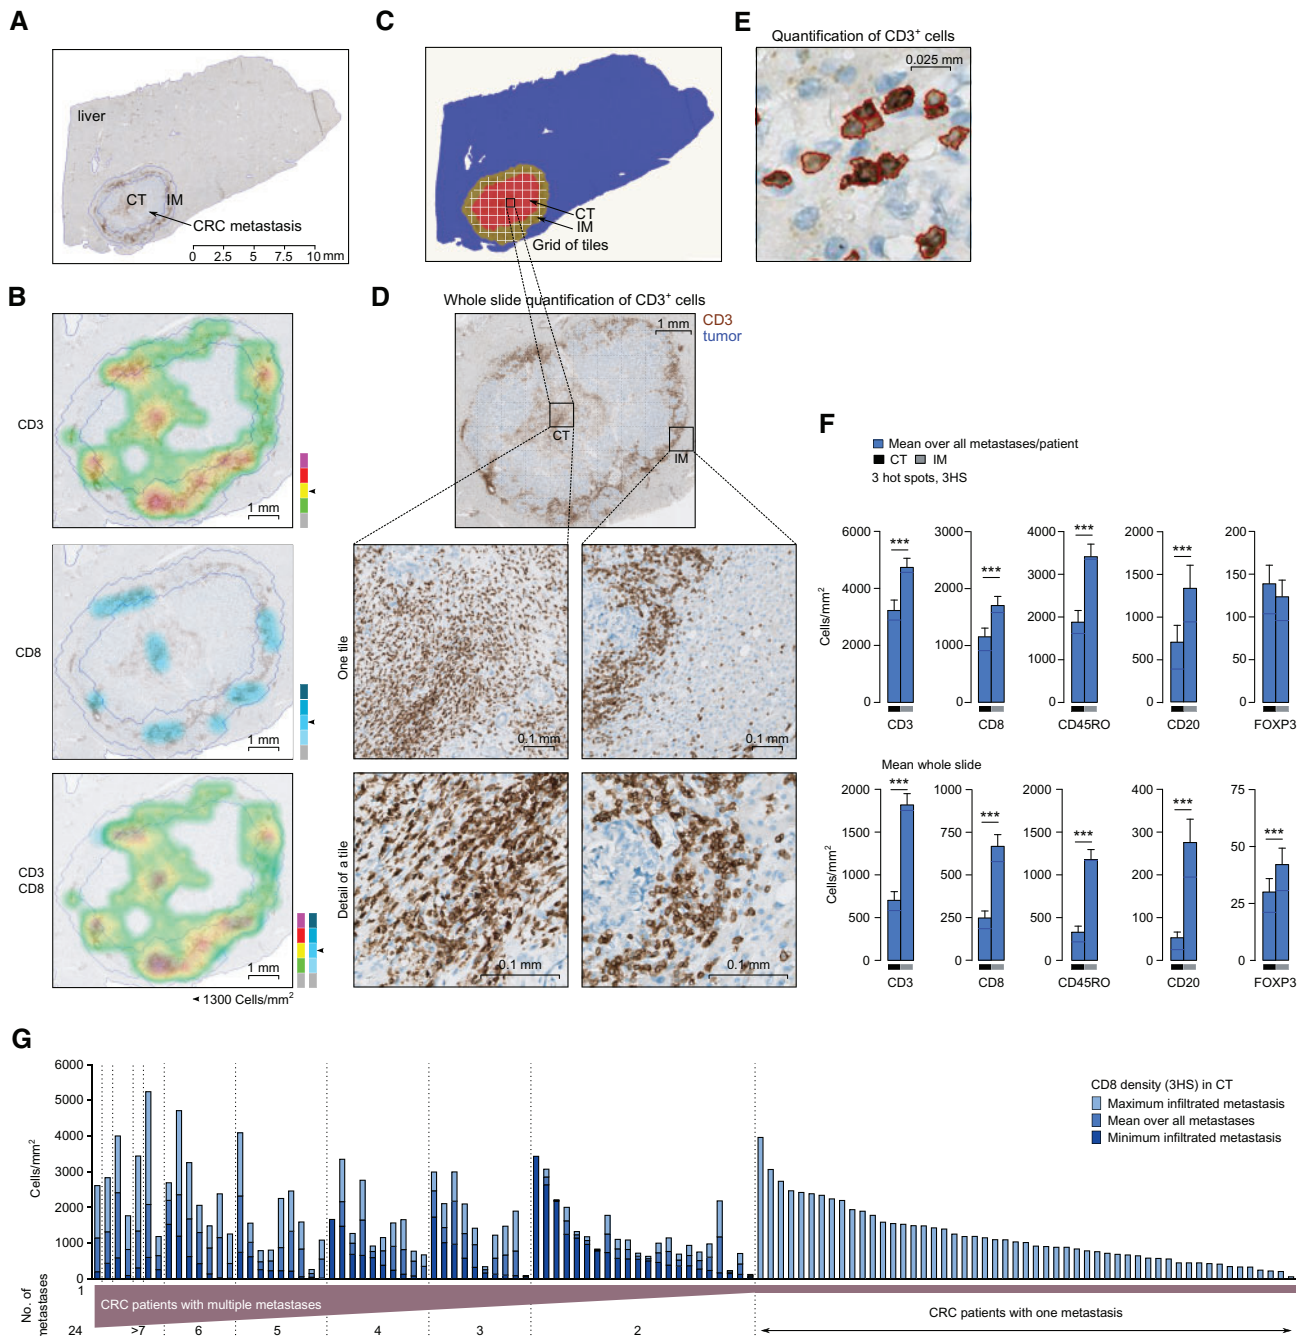 A
liver
CT
IM
CRC metastasis
0 2.5 5 7.5 10 mm
B
CD3
1 mm
CD8
1 mm
CD3
CD8
1 mm
◄ 1300 Cells/mm²
C
CT
IM
Grid of tiles
D
Whole slide quantification of CD3⁺ cells
1 mm
CD3
tumor
CT
IM
One tile
0.1 mm
0.1 mm
Detail of a tile
0.1 mm
0.1 mm
E
Quantification of CD3⁺ cells
0.025 mm
F
Mean over all metastases/patient
CT IM
3 hot spots, 3HS
Cells/mm²
6000
4000
2000
0
***
CD3
3000
2000
1000
0
***
CD8
4000
3000
2000
1000
0
***
CD45RO
2000
1500
1000
500
0
***
CD20
200
150
100
50
0
FOXP3
Mean whole slide
Cells/mm²
2000
1500
1000
500
0
***
CD3
1000
750
500
250
0
***
CD8
2000
1500
1000
500
0
***
CD45RO
400
300
200
100
0
***
CD20
75
50
25
0
***
FOXP3
G
Cells/mm²
6000
5000
4000
3000
2000
1000
0
CD8 density (3HS) in CT
Maximum infiltrated metastasis
Mean over all metastases
Minimum infiltrated metastasis
No. of
metastases
1
24
CRC patients with multiple metastases
>7 6 5 4 3 2
CRC patients with one metastasis